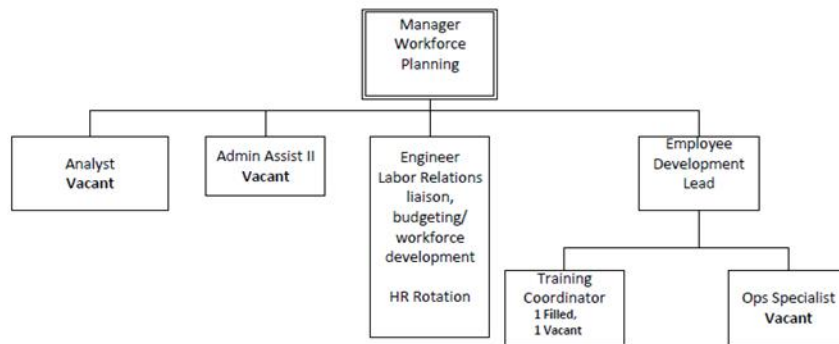 Manager
Workforce
Planning
Analyst
Vacant
Admin Assist II
Vacant
Engineer
Labor Relations
liaison,
budgeting/
workforce
development
HR Rotation
Employee
Development
Lead
Training
Coordinator
1 Filled,
1 Vacant
Ops Specialist
Vacant